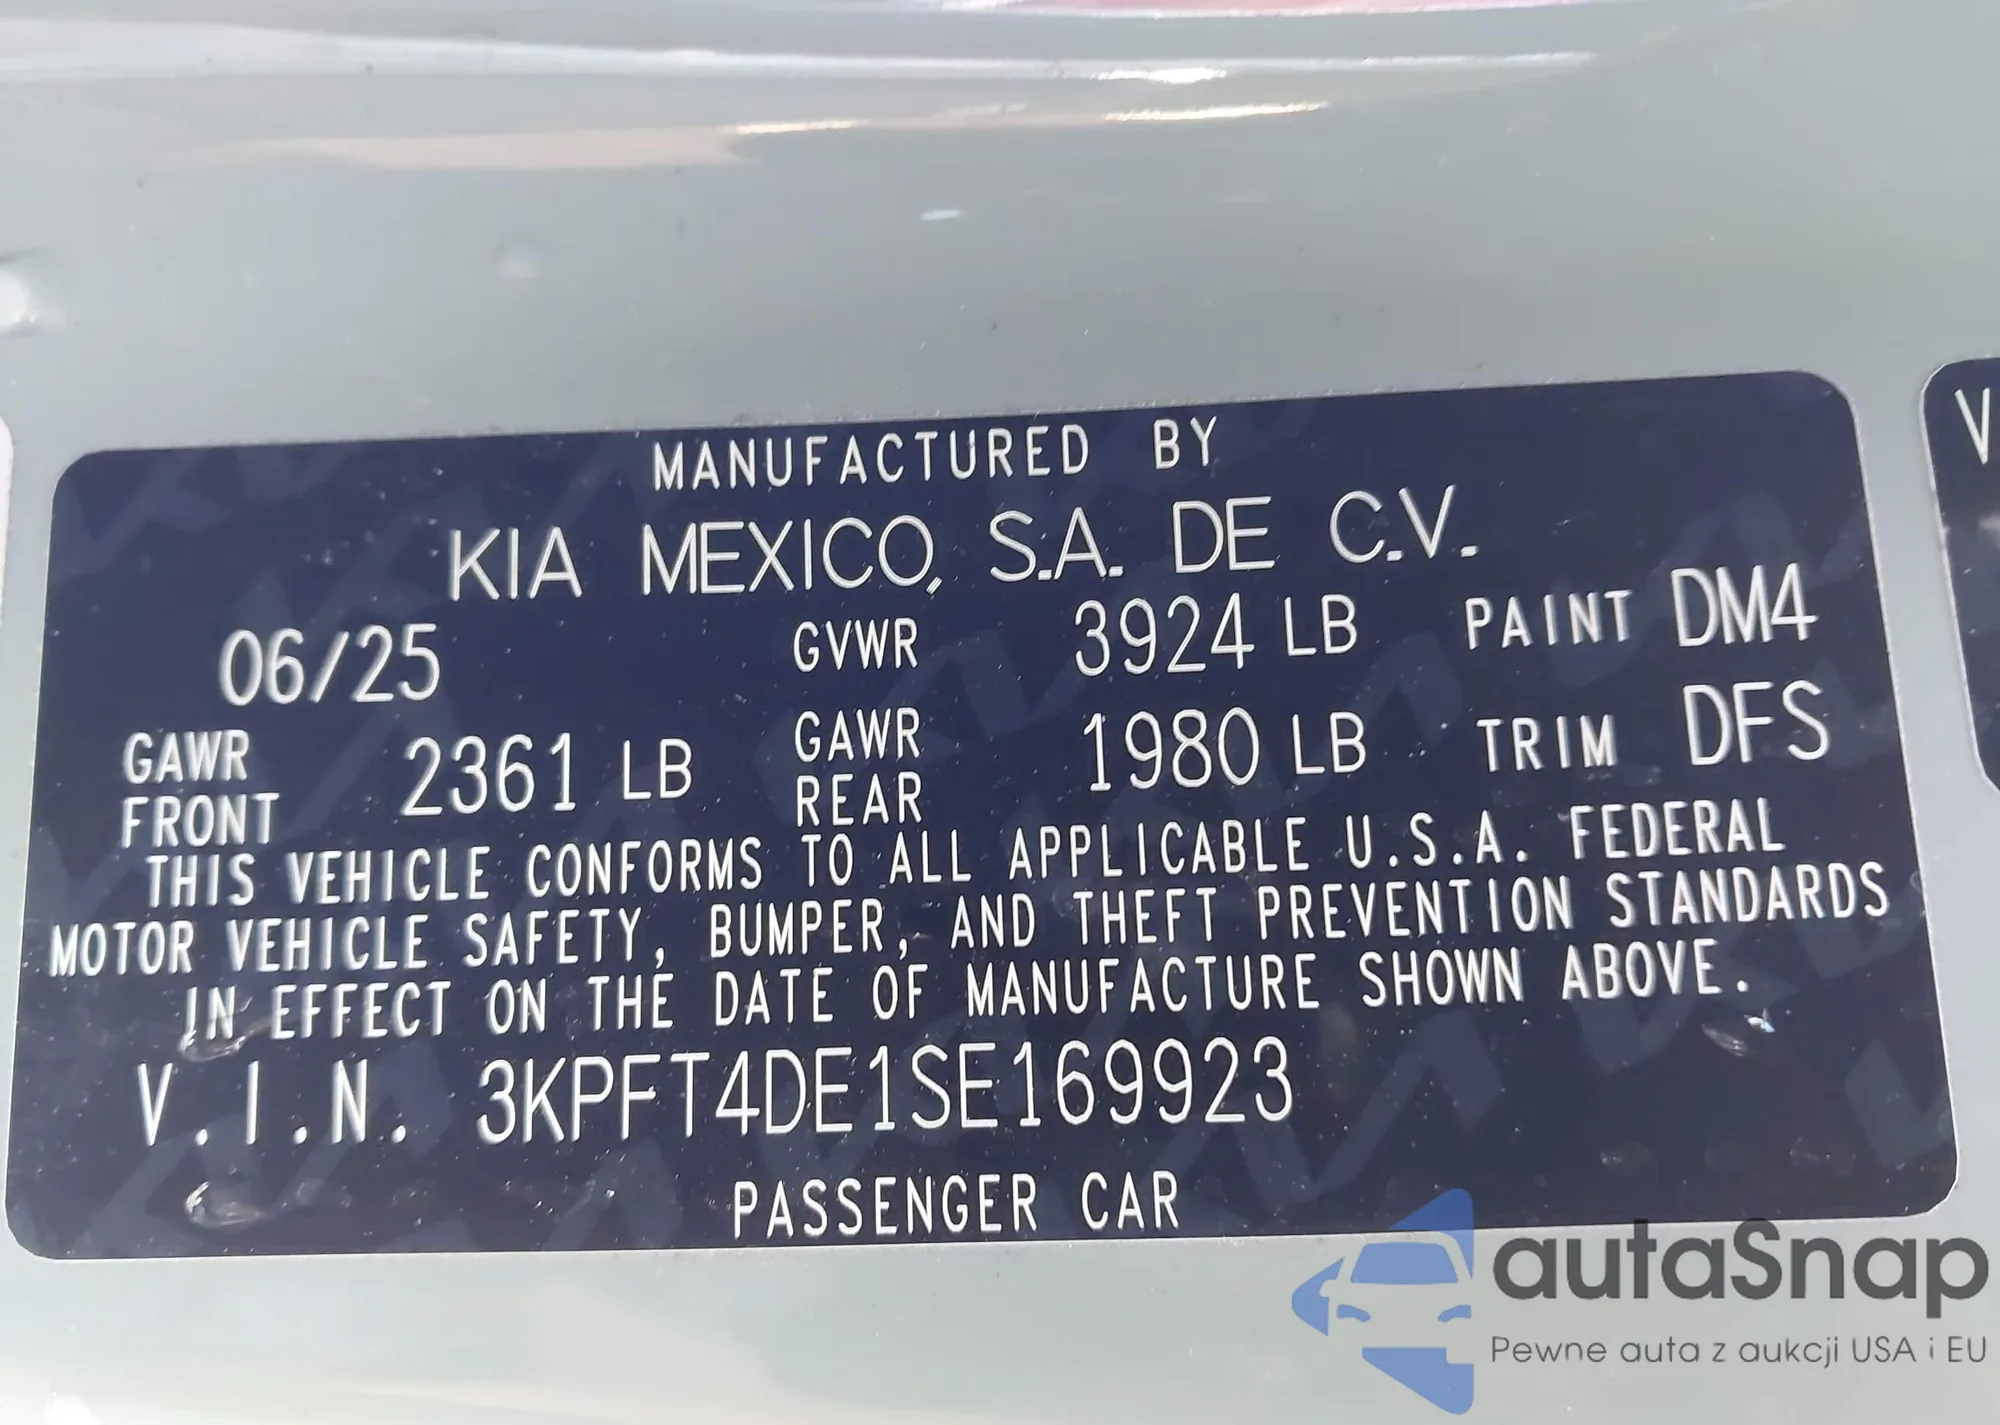 MANUFACTURED BY
KIA MEXICO, S.A. DE C.V.
06/25 GVWR 3924 LB PAINT DM4
GAWR FRONT 2361 LB GAWR REAR 1980 LB TRIM DFS
THIS VEHICLE CONFORMS TO ALL APPLICABLE U.S.A. FEDERAL
MOTOR VEHICLE SAFETY, BUMPER, AND THEFT PREVENTION STANDARDS
IN EFFECT ON THE DATE OF MANUFACTURE SHOWN ABOVE.
V.I.N. 3KPFT4DE1SE169923
PASSENGER CAR
V
autaSnap
Pewne auta z aukcji USA i EU